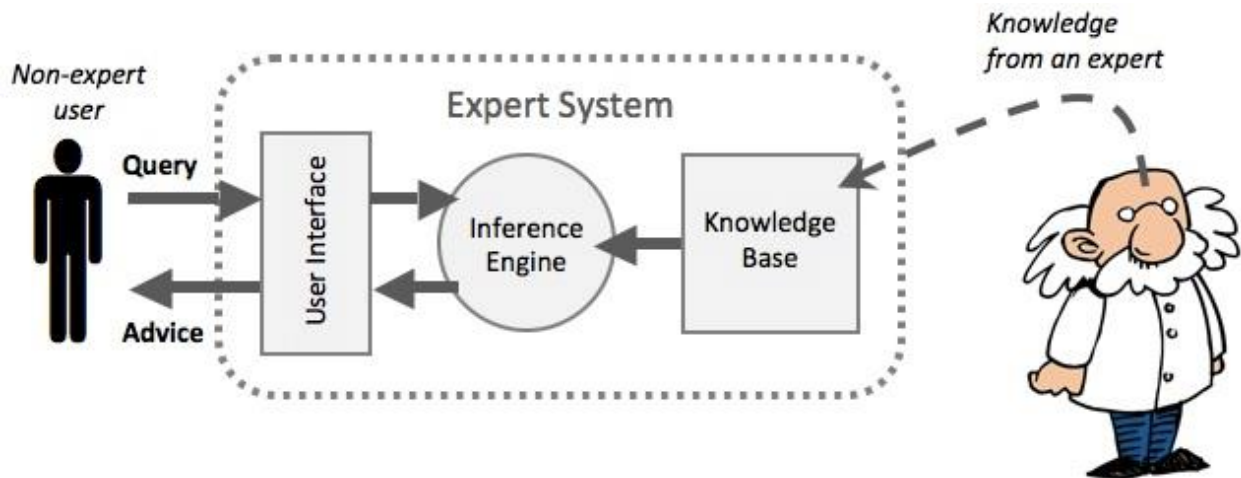 Non-expert
user
Query
Advice
Expert System
User Interface
Inference
Engine
Knowledge
Base
Knowledge
from an expert